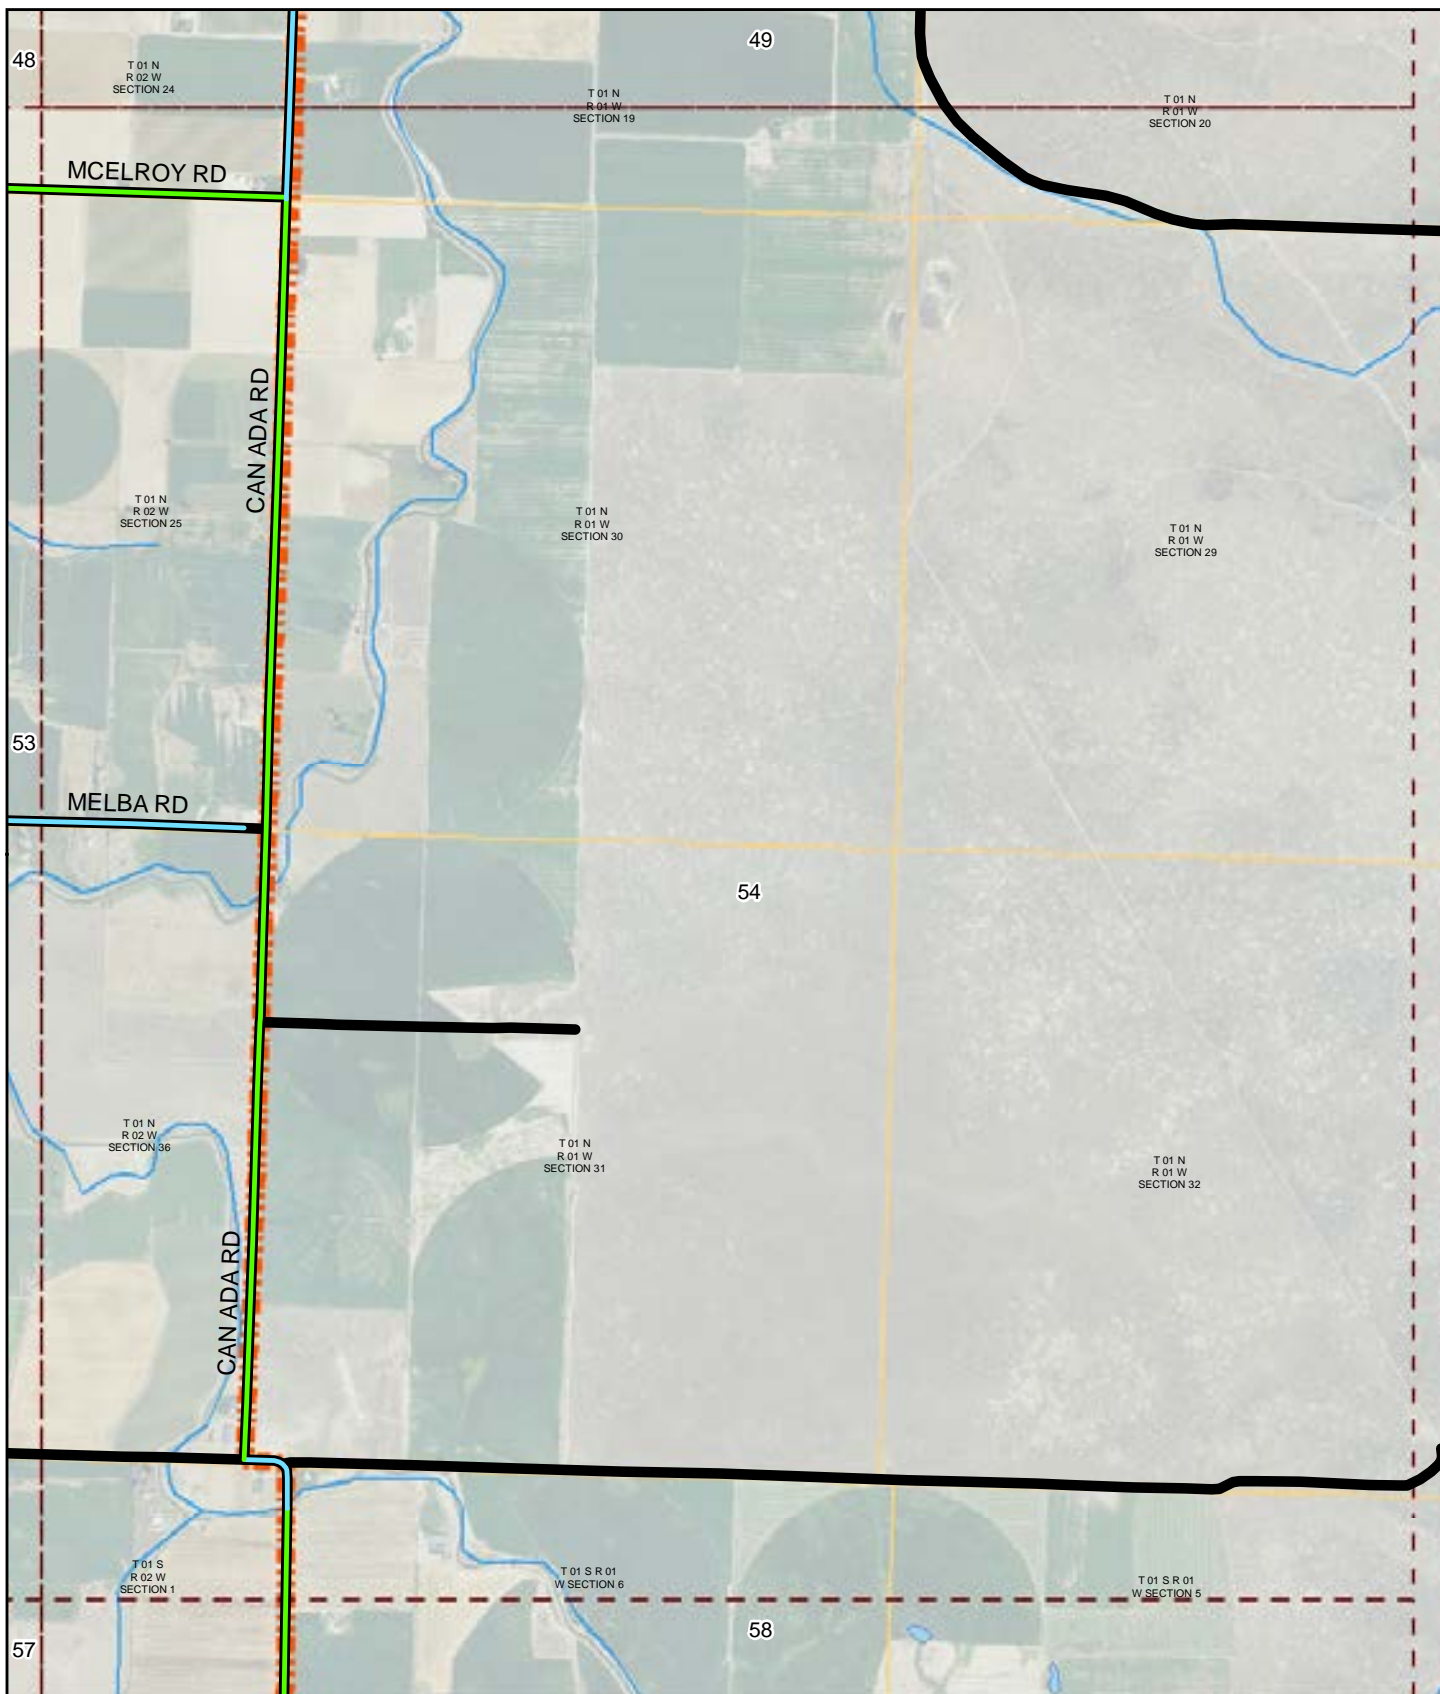 49
48
T 01 N
R 02 W
SECTION 24
T 01 N
R 01 W
SECTION 19
T 01 N
R 01 W
SECTION 20
MCELROY RD
CAN ADA RD
T 01 N
R 02 W
SECTION 25
T 01 N
R 01 W
SECTION 30
T 01 N
R 01 W
SECTION 29
53
MELBA RD
54
T 01 N
R 02 W
SECTION 36
T 01 N
R 01 W
SECTION 31
T 01 N
R 01 W
SECTION 32
CAN ADA RD
T 01 S
R 02 W
SECTION 1
T 01 S R 01
W SECTION 6
T 01 S R 01
W SECTION 5
58
57